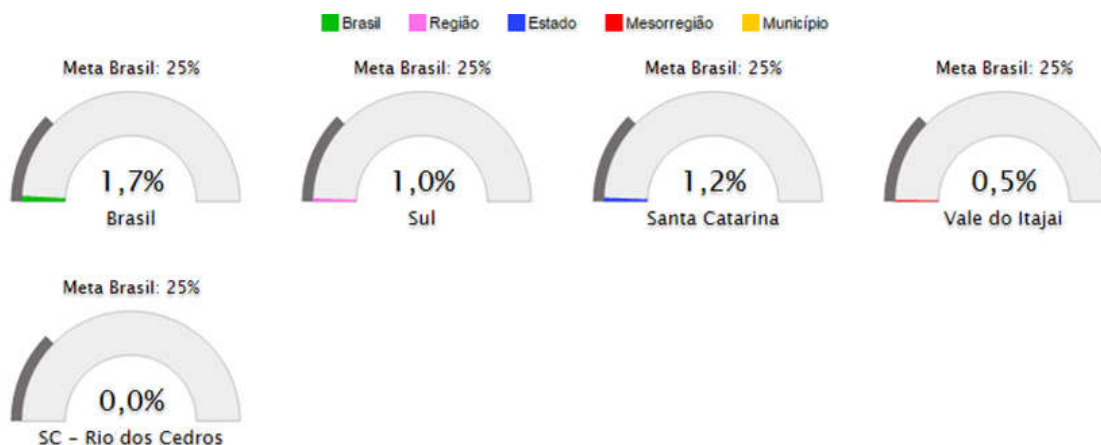 Brasil Região Estado Mesorregião Município
Meta Brasil: 25% Meta Brasil: 25% Meta Brasil: 25% Meta Brasil: 25%
1,7% 1,0% 1,2% 0,5%
Brasil Sul Santa Catarina Vale do Itajai
Meta Brasil: 25%
0,0%
SC - Rio dos Cedros